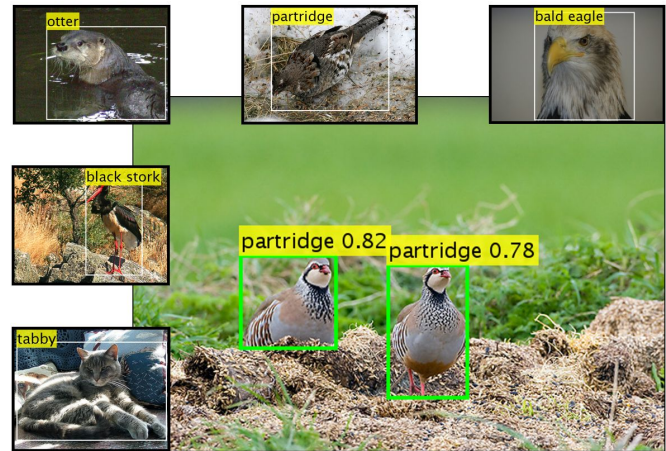 otter
partridge
bald eagle
black stork
partridge 0.82
partridge 0.78
tabby